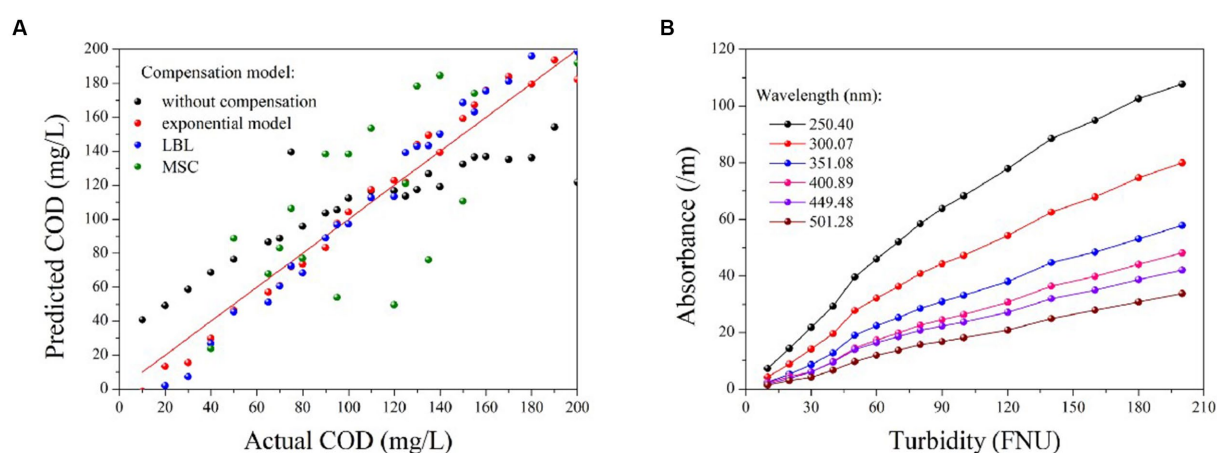 A
Predicted COD (mg/L)
200
180
160
140
120
100
80
60
40
20
0
Compensation model:
without compensation
exponential model
LBL
MSC
0 20 40 60 80 100 120 140 160 180 200
Actual COD (mg/L)
B
Absorbance (/m)
120
100
80
60
40
20
0
Wavelength (nm):
250.40
300.07
351.08
400.89
449.48
501.28
0 30 60 90 120 150 180 210
Turbidity (FNU)